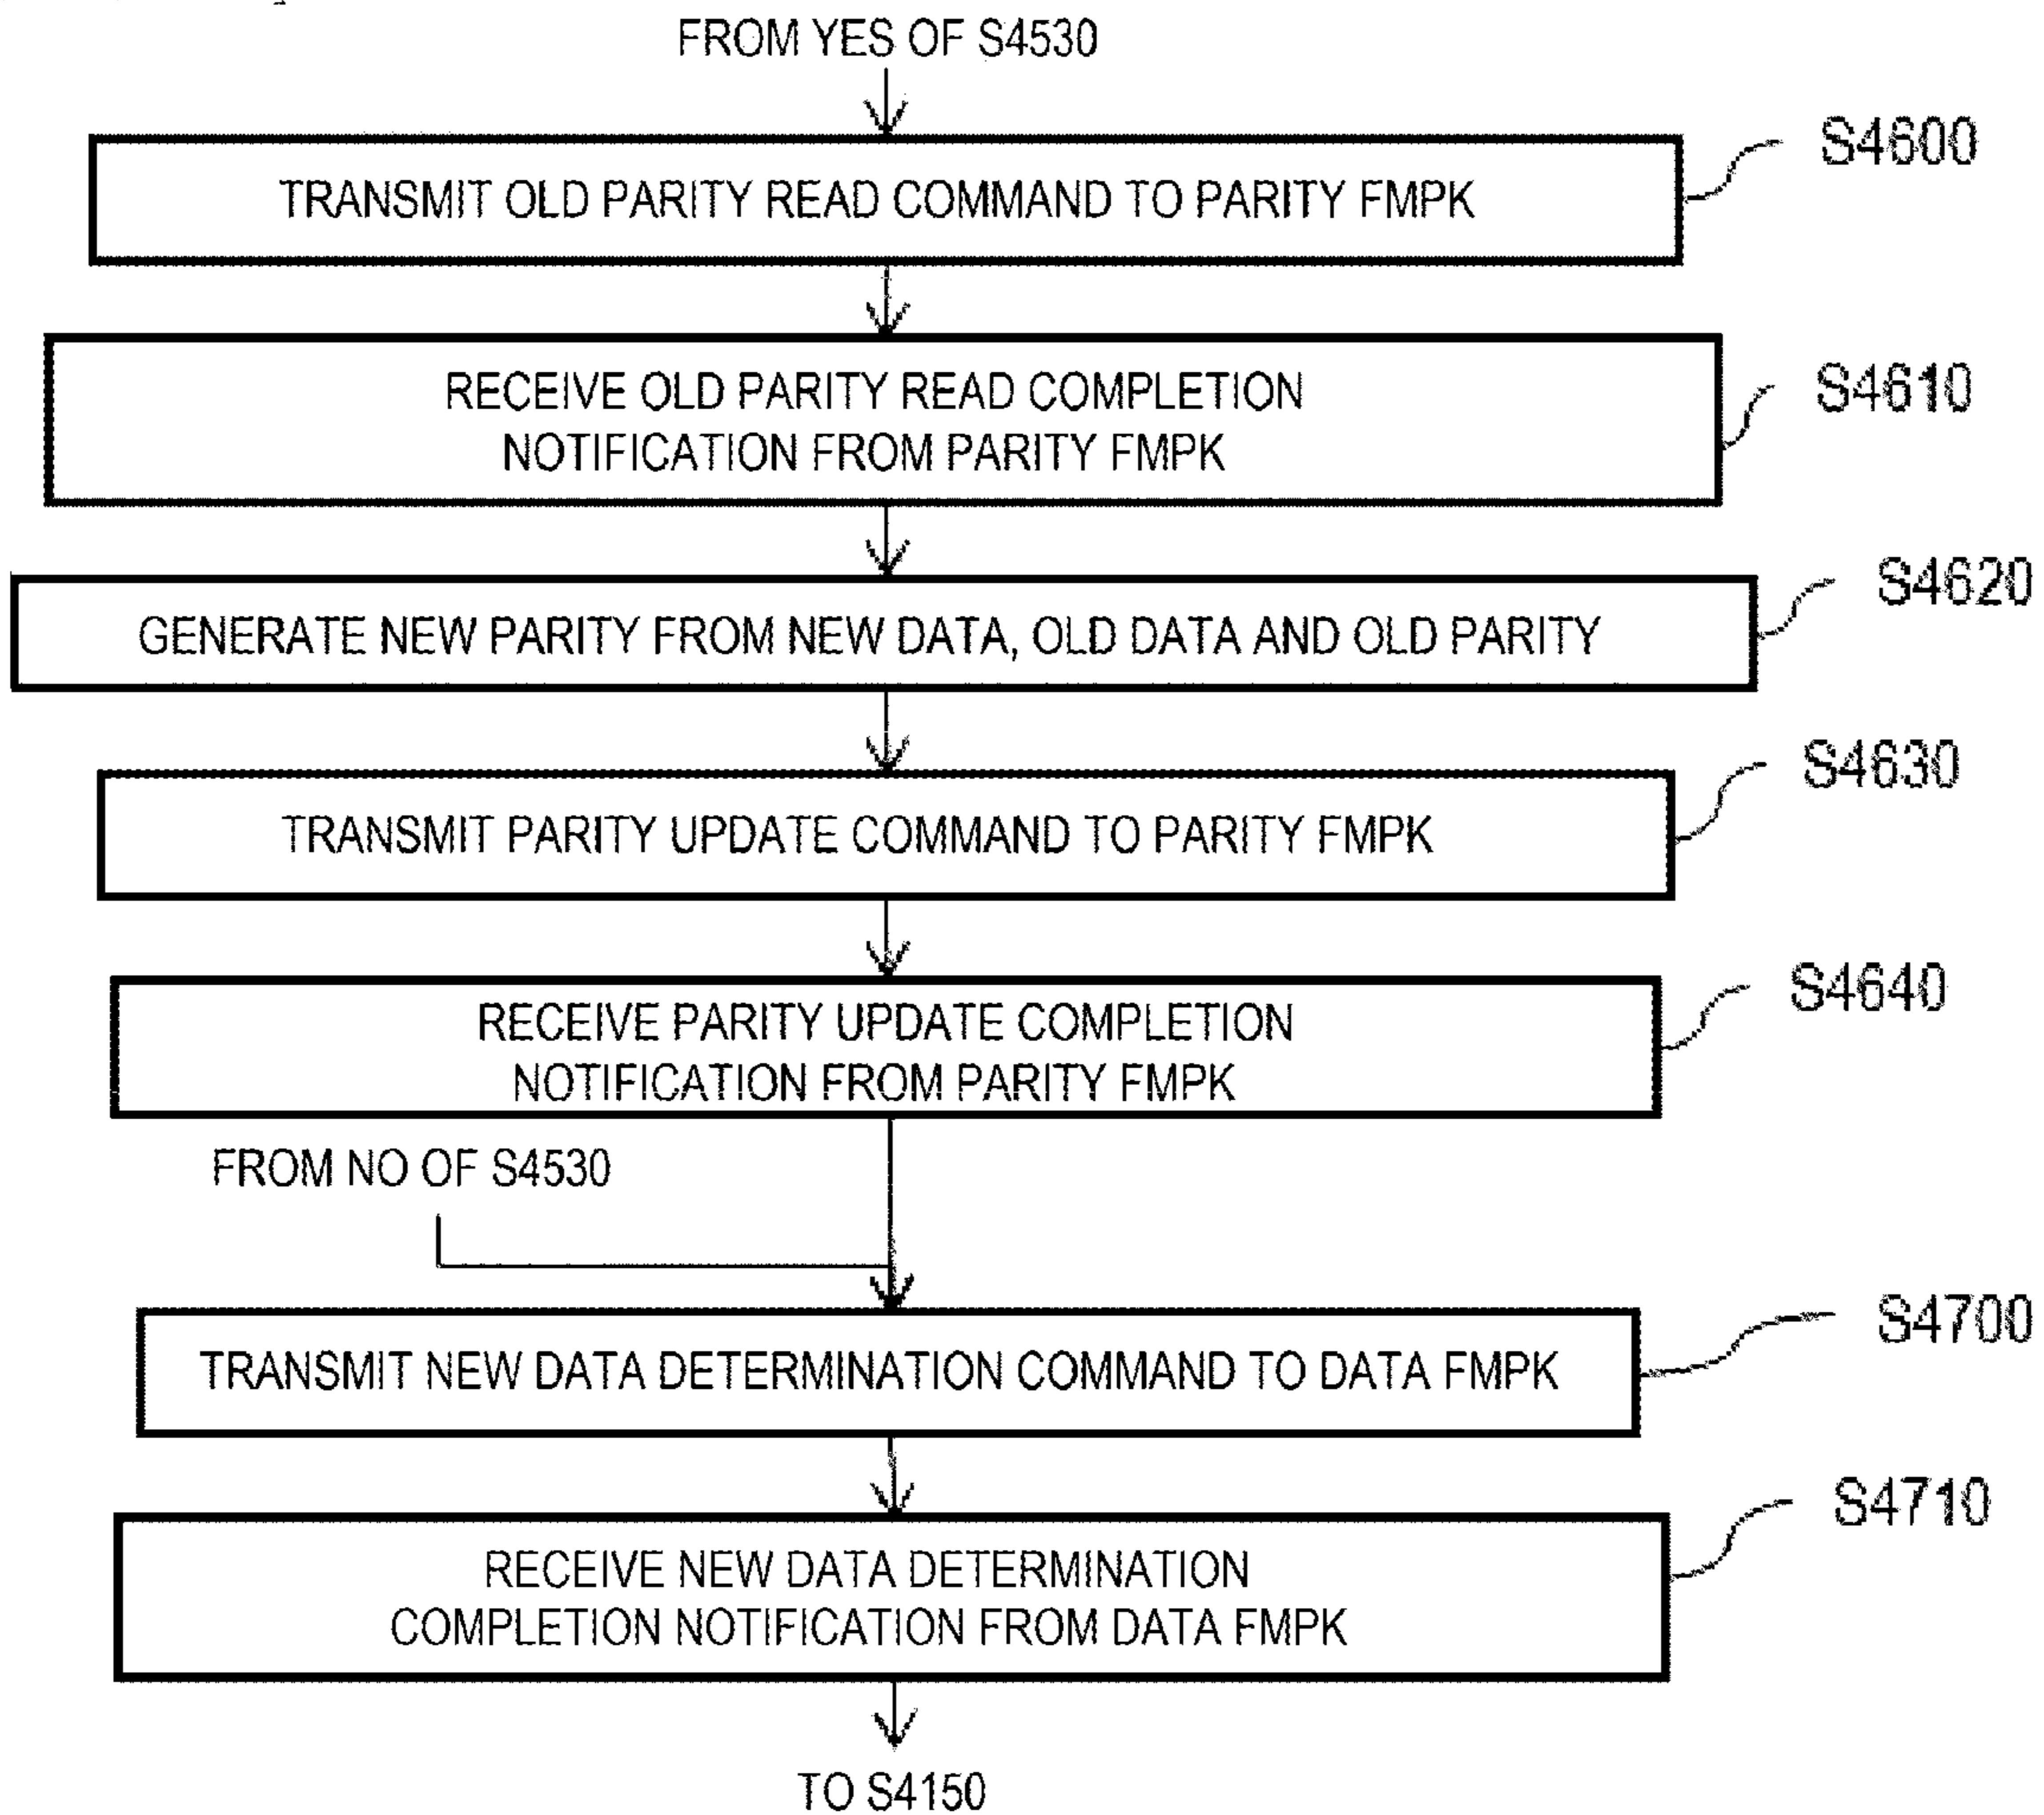 FROM YES OF S4530
S4600
TRANSMIT OLD PARITY READ COMMAND TO PARITY FMPK
RECEIVE OLD PARITY READ COMPLETION
S4610
NOTIFICATION FROM PARITY FMPK
S4620
GENERATE NEW PARITY FROM NEW DATA, OLD DATA AND OLD PARITY
S4630
TRANSMIT PARITY UPDATE COMMAND TO PARITY FMPK
S4640
RECEIVE PARITY UPDATE COMPLETION
NOTIFICATION FROM PARITY FMPK
FROM NO OF S4530
S4700
TRANSMIT NEW DATA DETERMINATION COMMAND TO DATA FMPK
S4710
RECEIVE NEW DATA DETERMINATION
COMPLETION NOTIFICATION FROM DATA FMPK
TO S4150